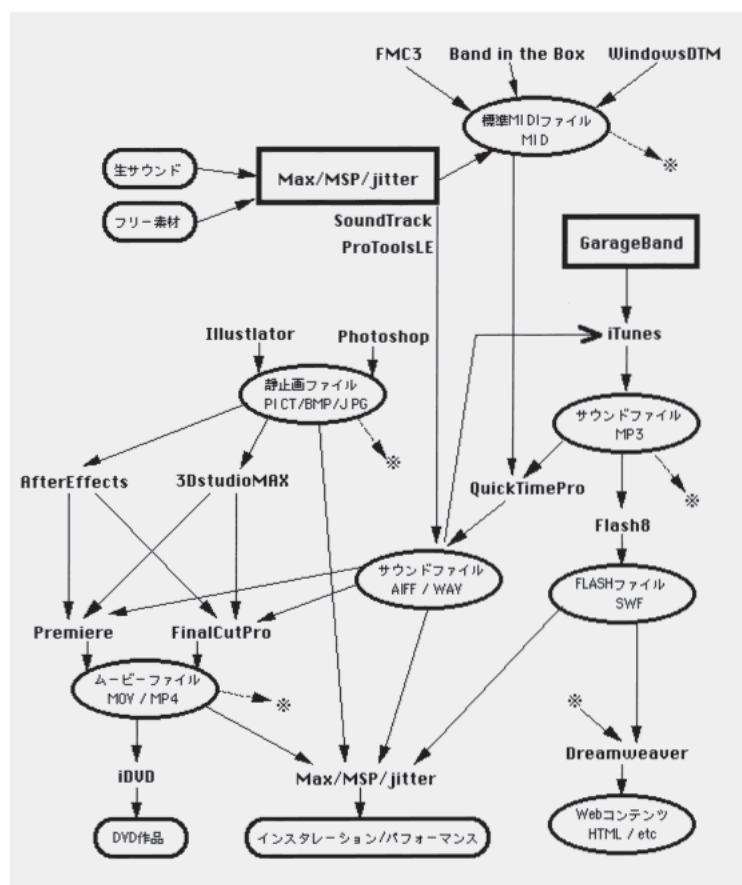 FMC3 Band in the Box WindowsDTM
標準MIDIファイル
MID
※
生サウンド
Max/MSP/jitter
フリー素材
SoundTrack
ProToolsLE
GarageBand
Illustlator
Photoshop
iTunes
静止画ファイル
PICT/BMP/JPG
サウンドファイル
MP3
※
AfterEffects
3DstudioMAX
QuickTimePro
※
Flash8
サウンドファイル
AIFF / WAV
FLASHファイル
SWF
Premiere
FinalCutPro
ムービーファイル
MOV / MP4
※
※
Dreamweaver
iDVD
Max/MSP/jitter
DVD作品
インスタレーション/パフォーマンス
Webコンテンツ
HTML / etc